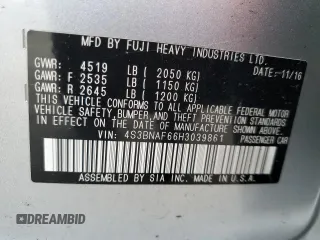 MFD BY FUJI HEAVY INDUSTRIES LTD.
GVWR: 4519 LB ( 2050 KG) DATE: 11/16
GAWR: F 2535 LB ( 1150 KG)
GAWR: R 2645 LB ( 1200 KG)
THIS VEHICLE CONFORMS TO ALL APPLICABLE FEDERAL MOTOR
VEHICLE SAFETY, BUMPER AND THEFT PREVENTION STANDARDS IN
EFFECT ON THE DATE OF MANUFACTURE SHOWN ABOVE.
VIN: 4S3BNAF66H3039861 PASSENGER CAR
ASSEMBLED BY SIA INC. MADE IN U.S.A.
DREAMBID